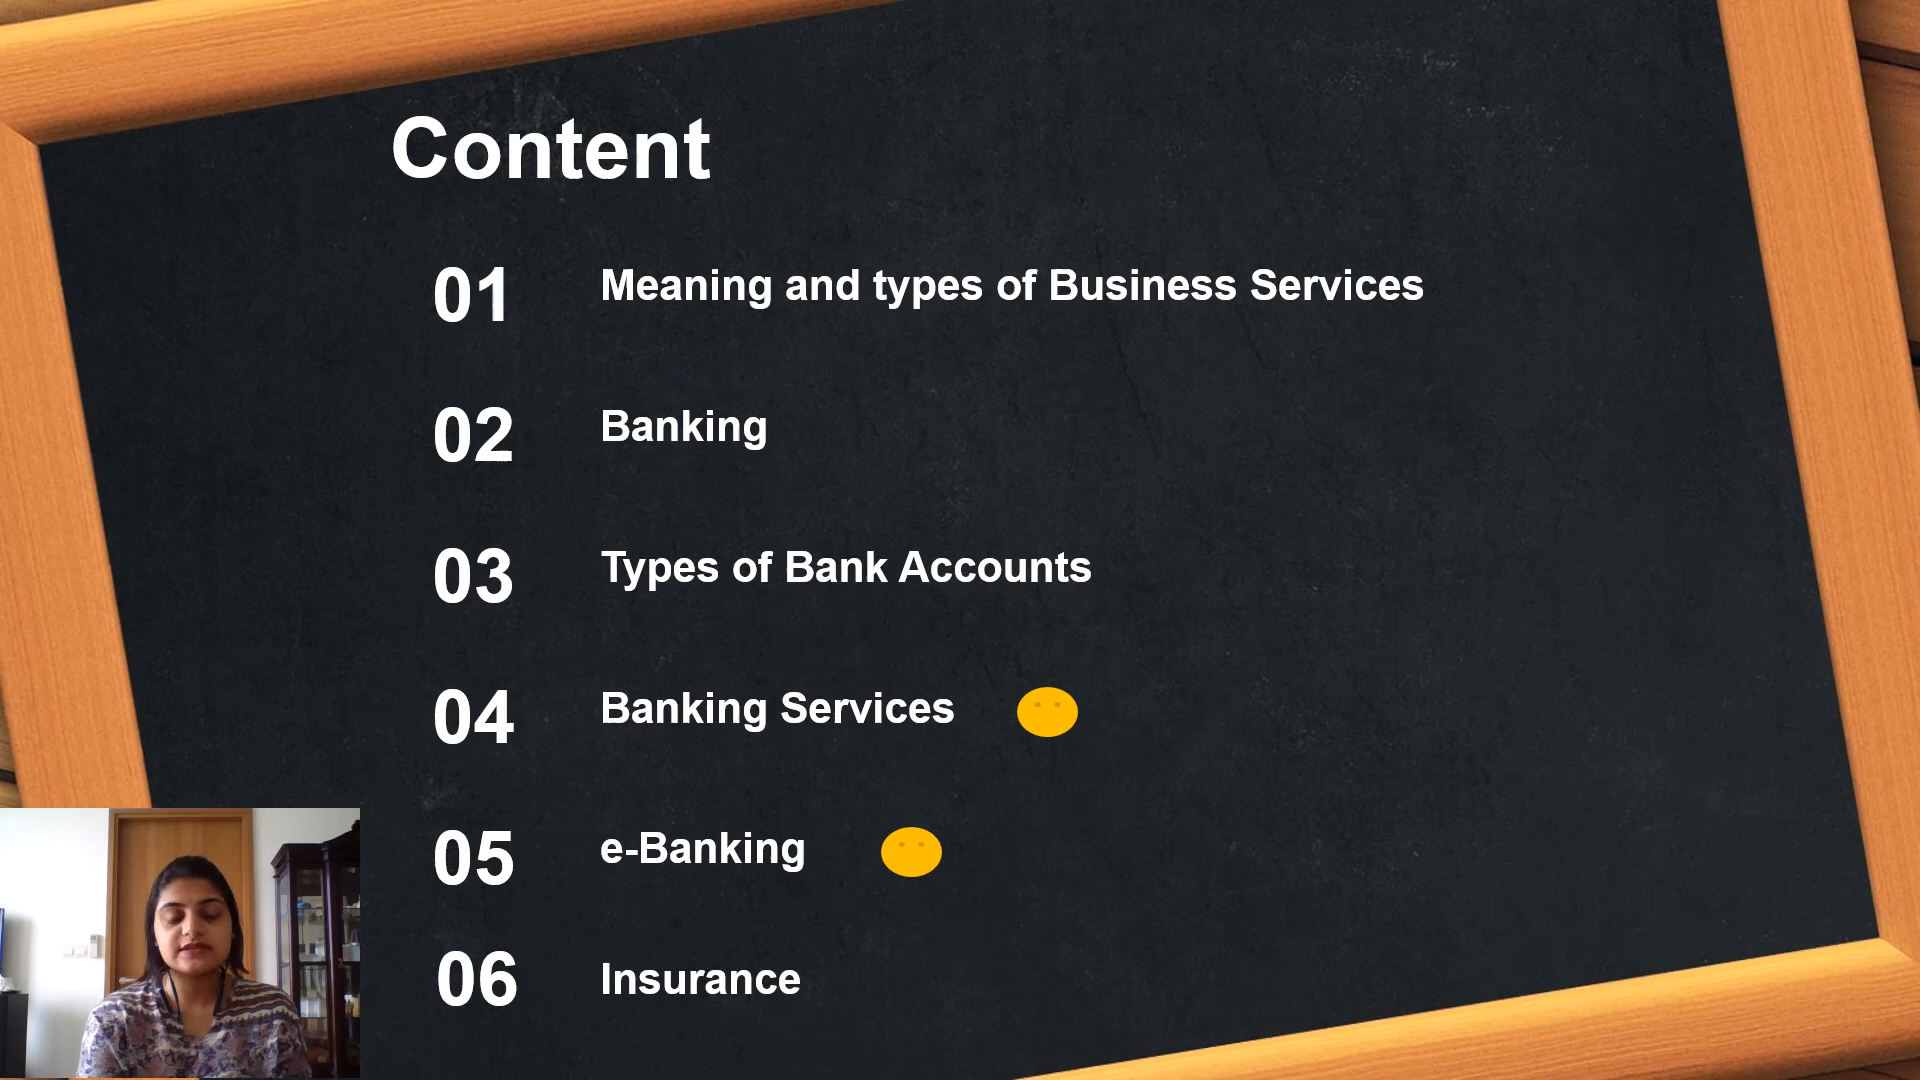 Content
01 Meaning and types of Business Services
02 Banking
03 Types of Bank Accounts
04 Banking Services
05 e-Banking
06 Insurance